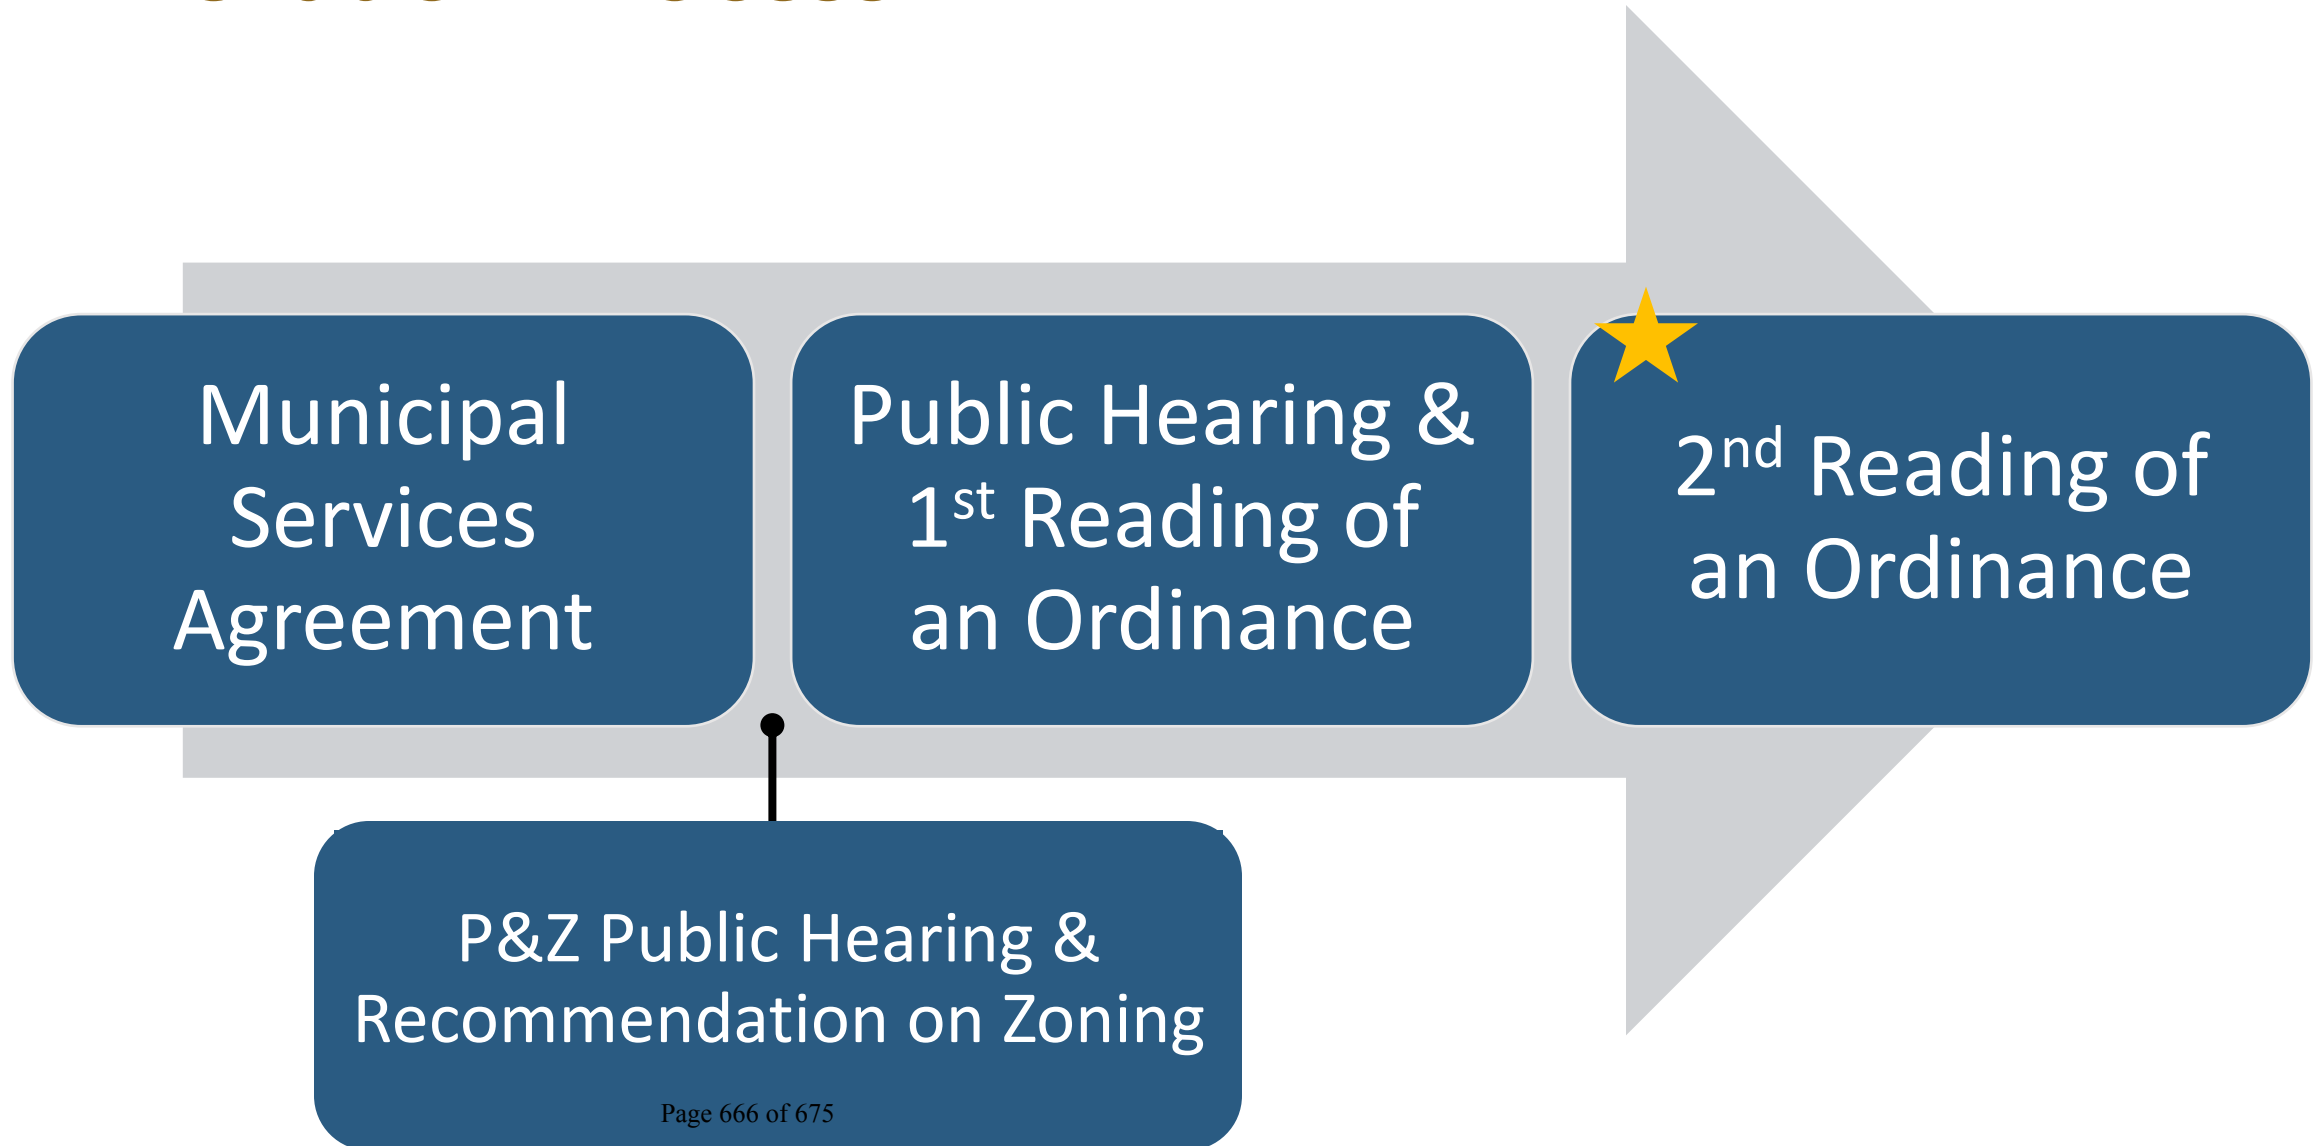 Municipal
Services
Agreement
Public Hearing &
1st Reading of
an Ordinance
2nd Reading of
an Ordinance
P&Z Public Hearing &
Recommendation on Zoning
Page 666 of 675